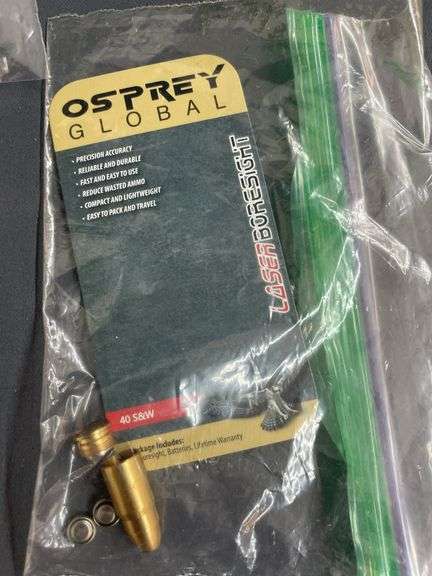 OSPREY
GLOBAL
• PRECISION ACCURACY
• RELIABLE AND DURABLE
• FAST AND EASY TO USE
• REDUCE WASTED AMMO
• COMPACT AND LIGHTWEIGHT
• EASY TO PACK AND TRAVEL
LASER BORESIGHT
40 S&W
Includes:
Batteries, Lifetime Warranty